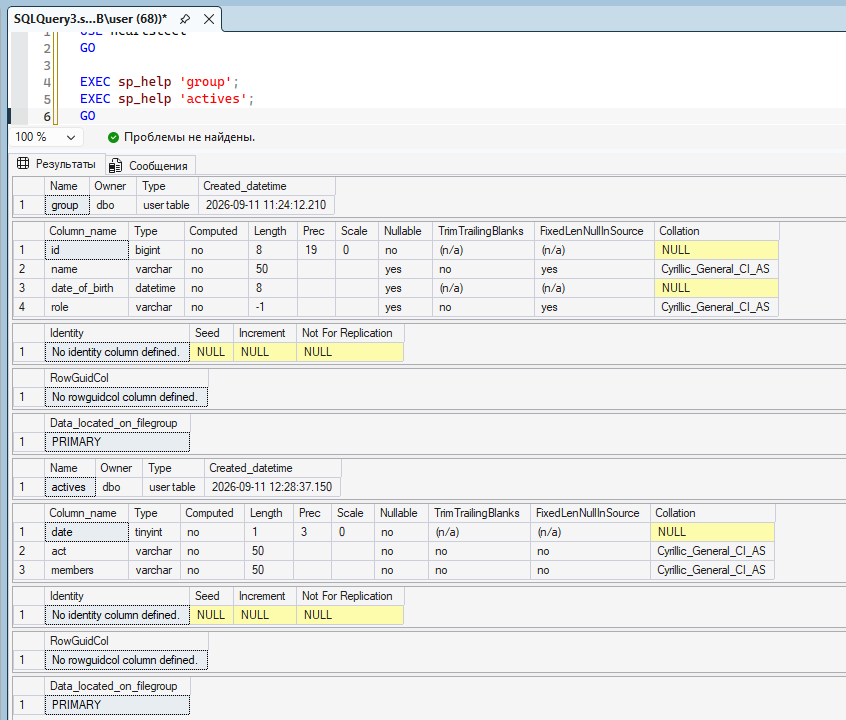 SQLQuery3.s...B\user (68))*
2 GO
3
4 EXEC sp_help 'group';
5 EXEC sp_help 'actives';
6 GO
100 % Проблемы не найдены.
Результаты Сообщения
Name Owner Type Created_datetime
1 group dbo user table 2026-09-11 11:24:12.210
Column_name Type Computed Length Prec Scale Nullable TrimTrailingBlanks FixedLenNullInSource Collation
1 id bigint no 8 19 0 no (n/a) (n/a) NULL
2 name varchar no 50 yes no yes Cyrillic_General_CI_AS
3 date_of_birth datetime no 8 yes (n/a) (n/a) NULL
4 role varchar no -1 yes no yes Cyrillic_General_CI_AS
Identity Seed Increment Not For Replication
1 No identity column defined. NULL NULL NULL
RowGuidCol
1 No rowguidcol column defined.
Data_located_on_filegroup
1 PRIMARY
Name Owner Type Created_datetime
1 actives dbo user table 2026-09-11 12:28:37.150
Column_name Type Computed Length Prec Scale Nullable TrimTrailingBlanks FixedLenNullInSource Collation
1 date tinyint no 1 3 0 no (n/a) (n/a) NULL
2 act varchar no 50 no no no Cyrillic_General_CI_AS
3 members varchar no 50 no no no Cyrillic_General_CI_AS
Identity Seed Increment Not For Replication
1 No identity column defined. NULL NULL NULL
RowGuidCol
1 No rowguidcol column defined.
Data_located_on_filegroup
1 PRIMARY